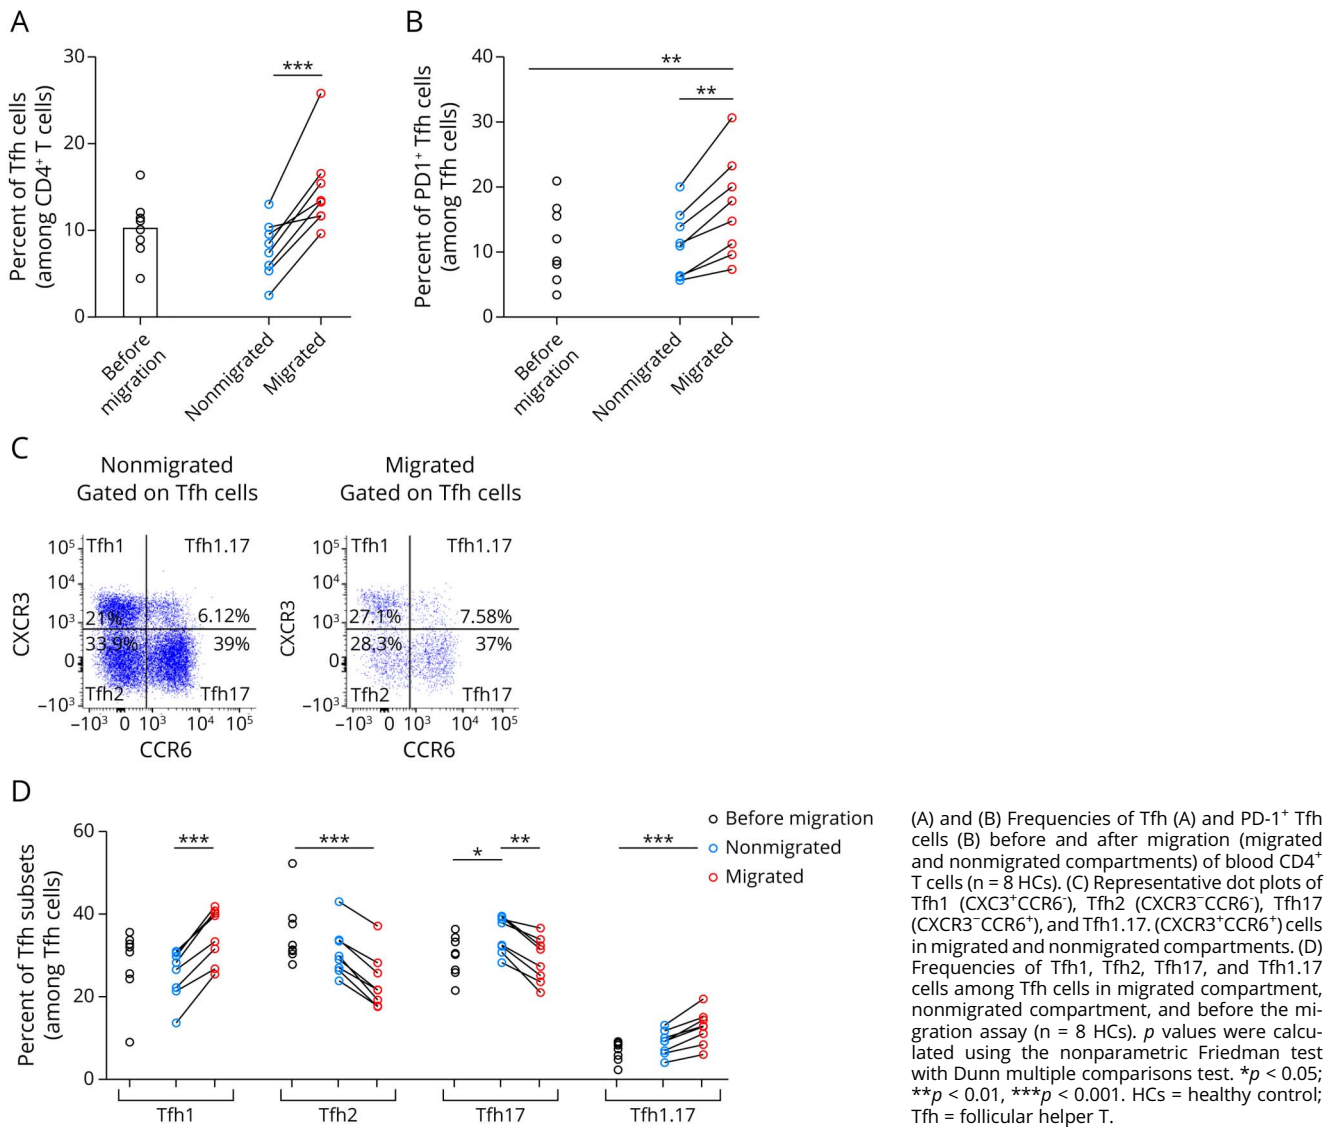 A
30
20
10
0
Percent of Tfh cells
(among CD4⁺ T cells)
***
Before
migration
Nonmigrated
Migrated
B
40
30
20
10
0
Percent of PD1⁺ Tfh cells
(among Tfh cells)
**
**
Before
migration
Nonmigrated
Migrated
C
Nonmigrated
Gated on Tfh cells
CXCR3
10⁵
10⁴
10³
0
−10³
Tfh1
Tfh1.17
21%
6.12%
33.9%
39%
Tfh2
Tfh17
−10³ 0 10³ 10⁴ 10⁵
CCR6
Migrated
Gated on Tfh cells
CXCR3
10⁵
10⁴
10³
0
−10³
Tfh1
Tfh1.17
27.1%
7.58%
28.3%
37%
Tfh2
Tfh17
−10³ 0 10³ 10⁴ 10⁵
CCR6
D
60
40
20
0
Percent of Tfh subsets
(among Tfh cells)
***
***
*
**
***
Tfh1
Tfh2
Tfh17
Tfh1.17
Before migration
Nonmigrated
Migrated
(A) and (B) Frequencies of Tfh (A) and PD-1⁺ Tfh
cells (B) before and after migration (migrated
and nonmigrated compartments) of blood CD4⁺
T cells (n = 8 HCs). (C) Representative dot plots of
Tfh1 (CXC3⁺CCR6⁻), Tfh2 (CXCR3⁻CCR6⁻), Tfh17
(CXCR3⁻CCR6⁺), and Tfh1.17. (CXCR3⁺CCR6⁺) cells
in migrated and nonmigrated compartments. (D)
Frequencies of Tfh1, Tfh2, Tfh17, and Tfh1.17
cells among Tfh cells in migrated compartment,
nonmigrated compartment, and before the mi-
gration assay (n = 8 HCs). p values were calcu-
lated using the nonparametric Friedman test
with Dunn multiple comparisons test. *p < 0.05;
**p < 0.01, ***p < 0.001. HCs = healthy control;
Tfh = follicular helper T.